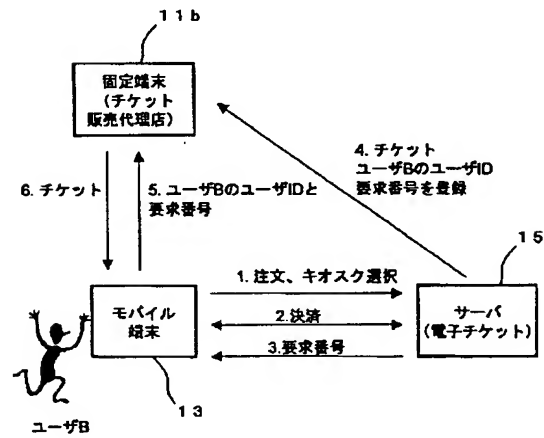 11b
固定端末
(チケット
販売代理店)
4. チケット
ユーザBのユーザID
要求番号を登録
6. チケット
5. ユーザBのユーザIDと
要求番号
15
1. 注文、キオスク選択
モバイル
端末
2.決済
サーバ
(電子チケット)
3.要求番号
13
ユーザB